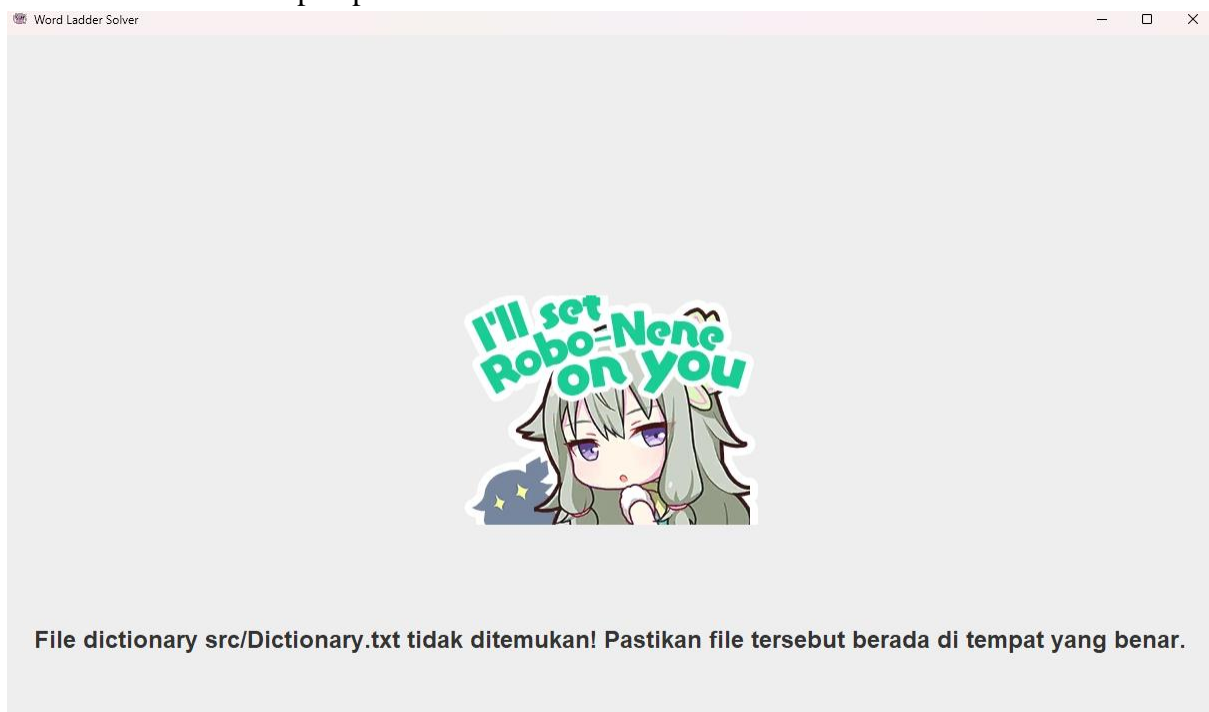 Word Ladder Solver
I'll set
Robo-Nene
on you
File dictionary src/Dictionary.txt tidak ditemukan! Pastikan file tersebut berada di tempat yang benar.